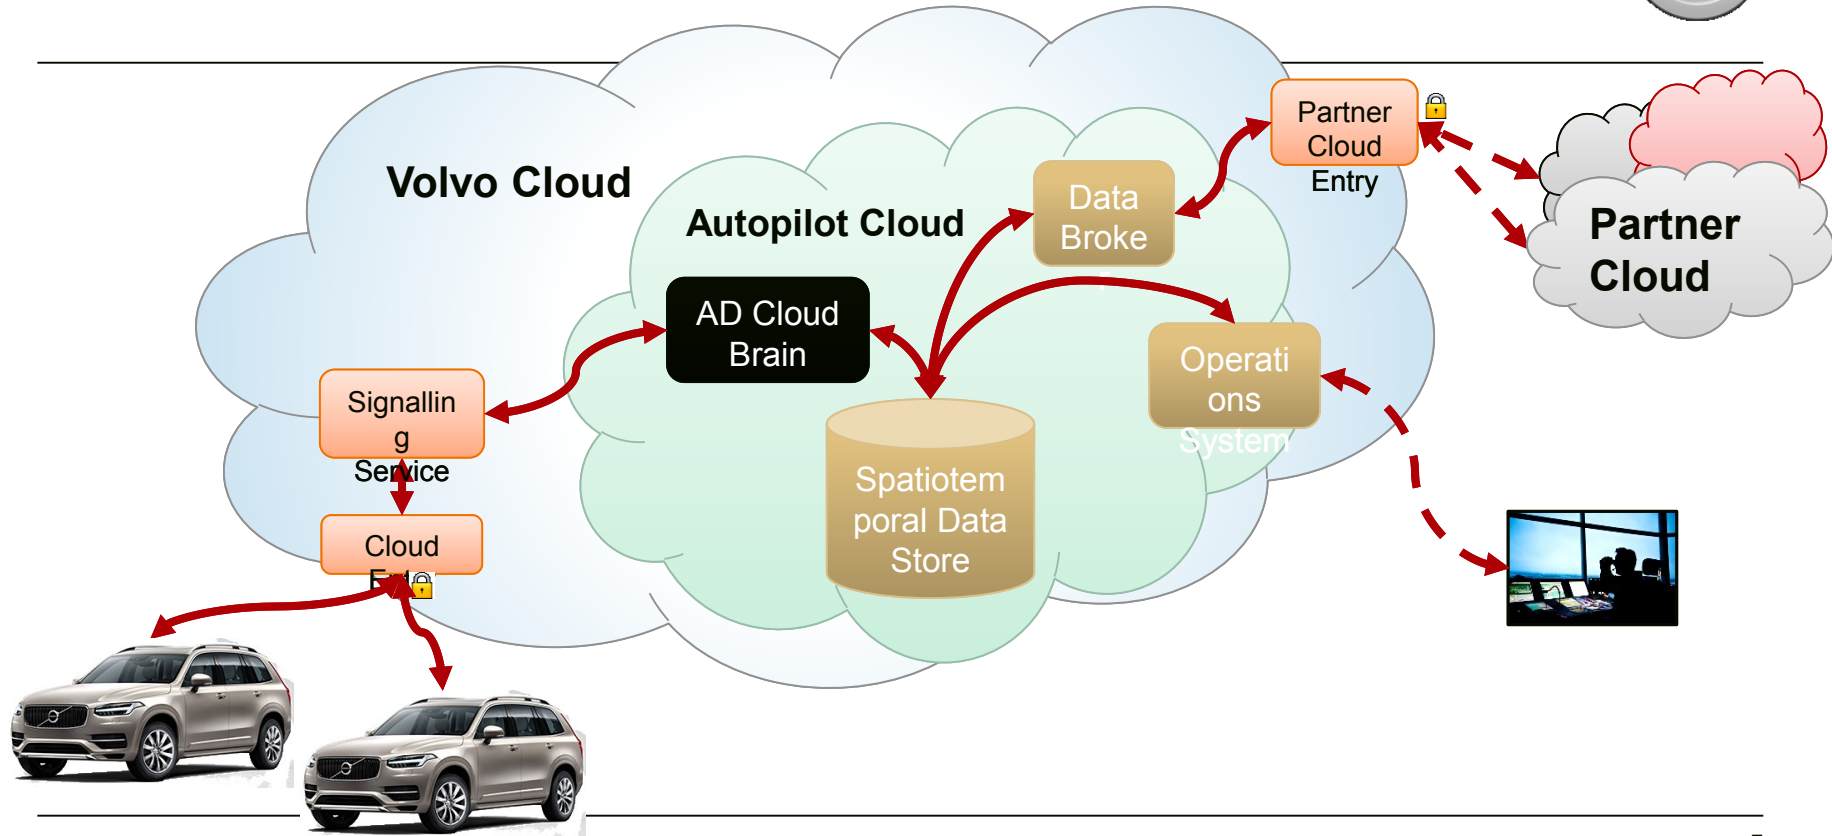 Volvo Cloud
Autopilot Cloud
Partner
Cloud
Entry
Data
Broke
r
Partner
Cloud
AD Cloud
Brain
Operati
ons
System
Signallin
g
Service
Spatiotem
poral Data
Store
Cloud